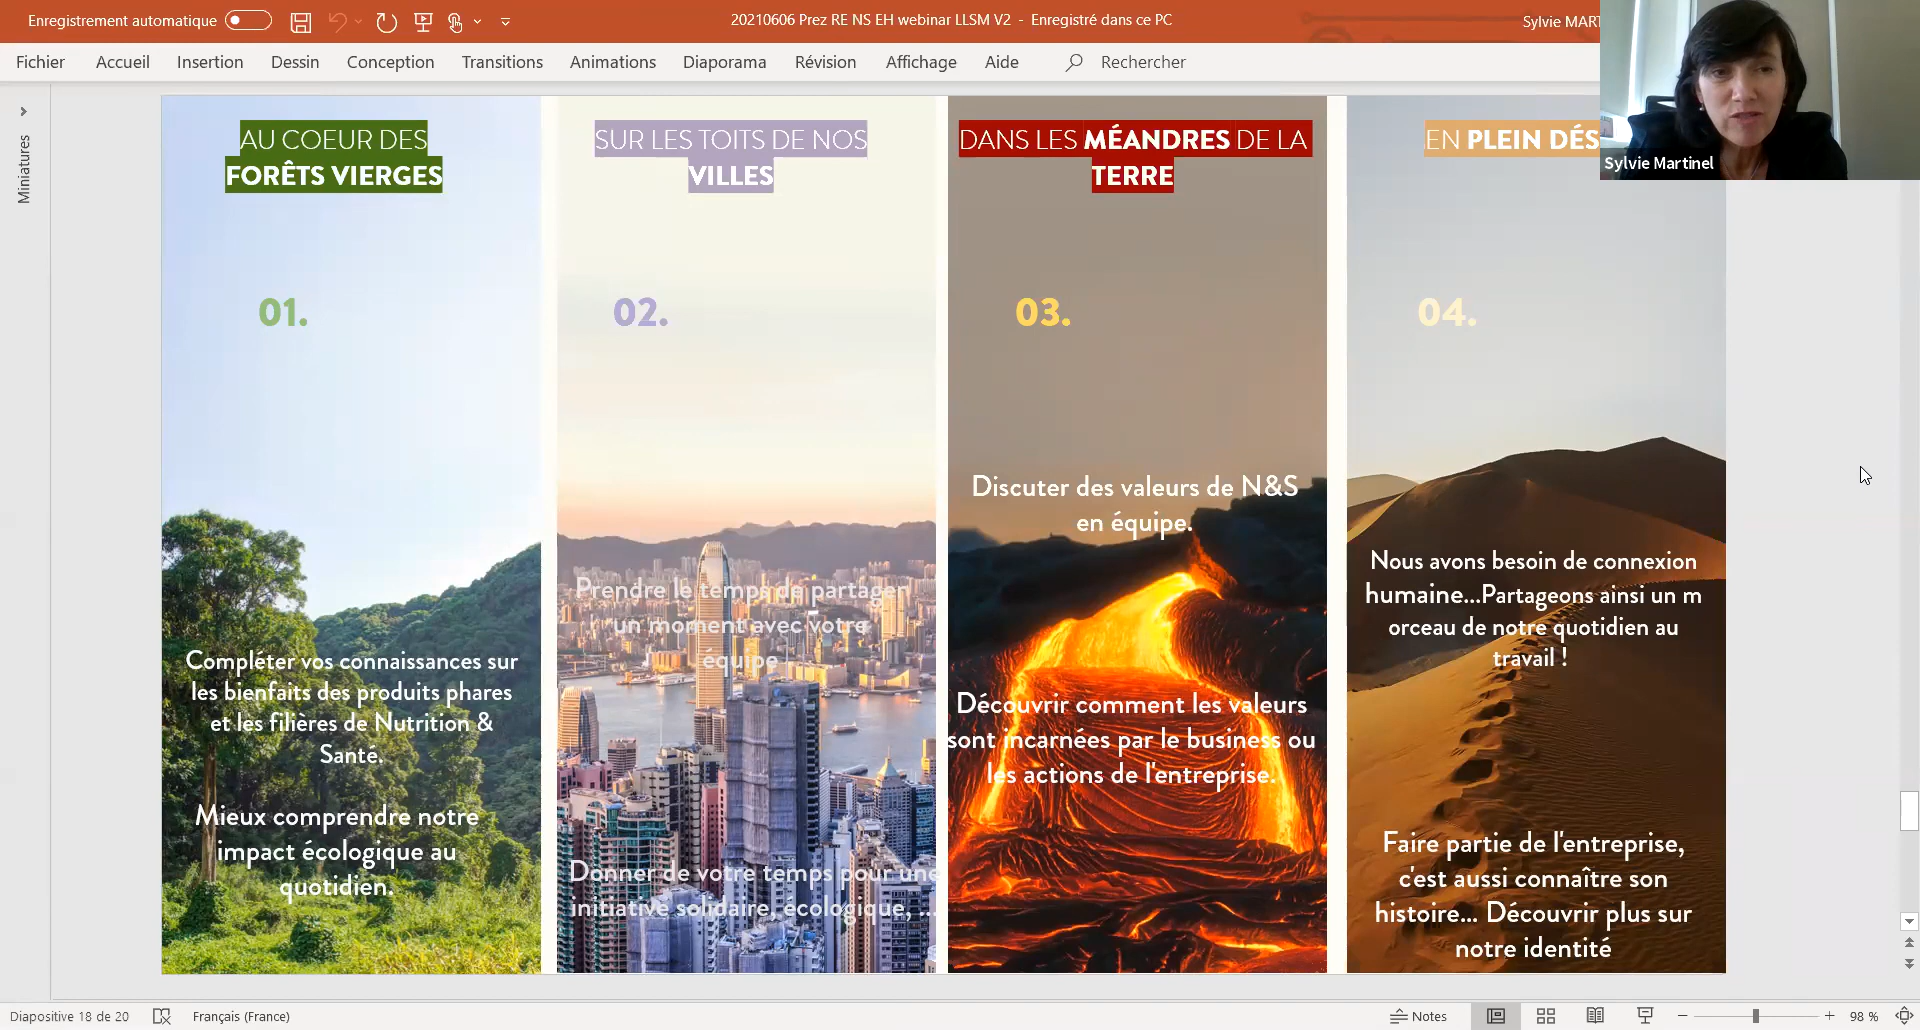 Enregistrement automatique
20210606 Prez RE NS EH webinar LLSM V2 - Enregistré dans ce PC
Sylvie MART
Fichier Accueil Insertion Dessin Conception Transitions Animations Diaporama Révision Affichage Aide Rechercher
Miniatures
AU COEUR DES
FORÊTS VIERGES
01.
Compléter vos connaissances sur
les bienfaits des produits phares
et les filières de Nutrition &
Santé.
Mieux comprendre notre
impact écologique au
quotidien.
SUR LES TOITS DE NOS
VILLES
02.
Prendre le temps de partager
un moment avec votre
équipe
Donner de votre temps pour une
initiative solidaire, écologique, ...
DANS LES MÉANDRES DE LA
TERRE
03.
Discuter des valeurs de N&S
en équipe.
Découvrir comment les valeurs
sont incarnées par le business ou
les actions de l'entreprise.
EN PLEIN DÉS
04.
Nous avons besoin de connexion
humaine...Partageons ainsi un m
orceau de notre quotidien au
travail !
Faire partie de l'entreprise,
c'est aussi connaître son
histoire... Découvrir plus sur
notre identité
Sylvie Martinel
Diapositive 18 de 20 Français (France) Notes 98 %